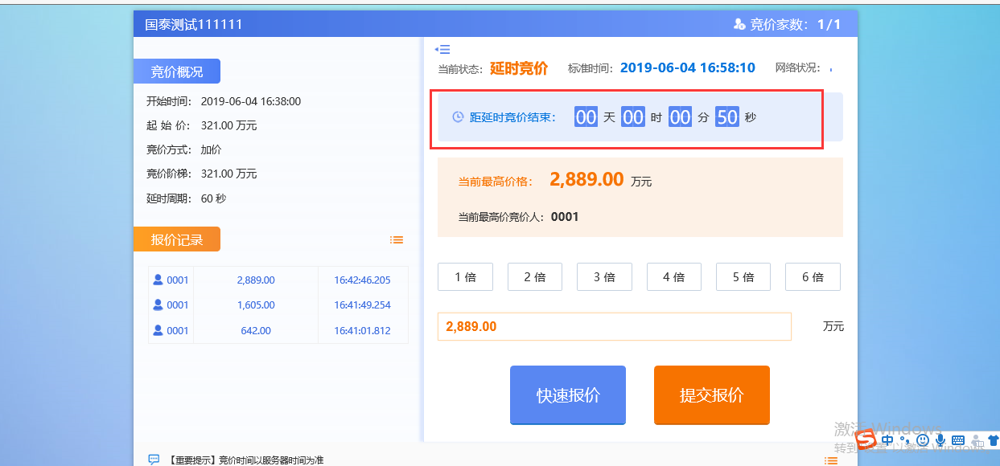 国泰测试111111
竞价家数： 1/1
竞价概况
开始时间： 2019-06-04 16:38:00
起 始 价： 321.00 万元
竞价方式： 加价
竞价阶梯： 321.00 万元
延时周期： 60 秒
报价记录
0001 2,889.00 16:42:46.205
0001 1,605.00 16:41:49.254
0001 642.00 16:41:01.812
当前状态： 延时竞价 标准时间： 2019-06-04 16:58:10 网络状况：
距延时竞价结束： 00 天 00 时 00 分 50 秒
当前最高价格： 2,889.00 万元
当前最高价竞价人： 0001
1 倍 2 倍 3 倍 4 倍 5 倍 6 倍
2,889.00 万元
快速报价 提交报价
激活 Windows
转到"设置"以激活 Windows
中
【重要提示】竞价时间以服务器时间为准